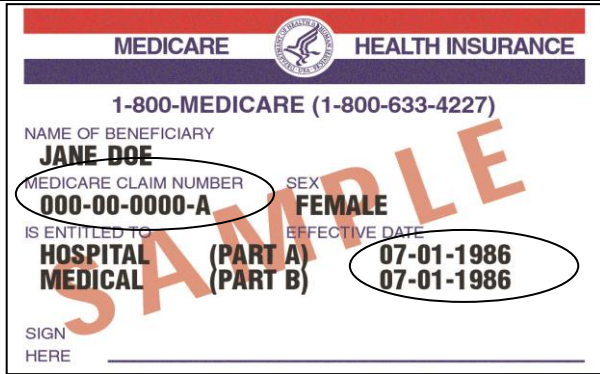 MEDICARE HEALTH INSURANCE
1-800-MEDICARE (1-800-633-4227)
NAME OF BENEFICIARY
JANE DOE
MEDICARE CLAIM NUMBER SEX
000-00-0000-A FEMALE
IS ENTITLED TO EFFECTIVE DATE
HOSPITAL (PART A) 07-01-1986
MEDICAL (PART B) 07-01-1986
SAMPLE
SIGN
HERE